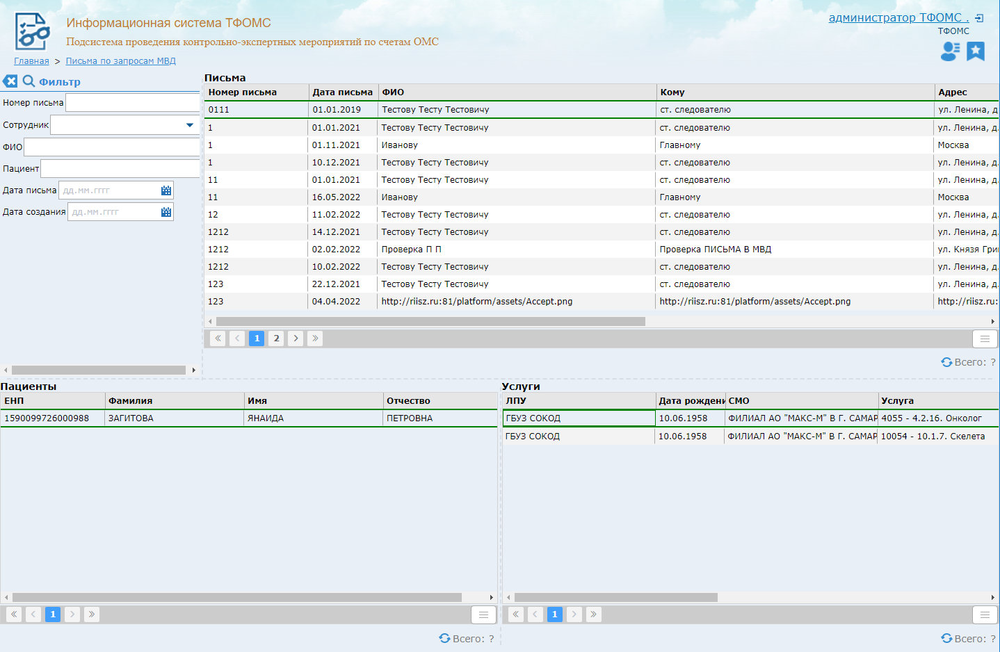 Информационная система ТФОМС
Подсистема проведения контрольно-экспертных мероприятий по счетам ОМС
администратор ТФОМС .
ТФОМС
Главная > Письма по запросам МВД
Фильтр
Номер письма
Сотрудник
ФИО
Пациент
Дата письма дд.мм.гггг
Дата создания дд.мм.гггг
Письма
Номер письма Дата письма ФИО Кому Адрес
0111 01.01.2019 Тестову Тесту Тестовичу ст. следователю ул. Ленина, д
1 01.01.2021 Тестову Тесту Тестовичу ст. следователю ул. Ленина, д.
1 01.11.2021 Иванову Главному Москва
1 10.12.2021 Тестову Тесту Тестовичу ст. следователю ул. Ленина, д.
11 01.01.2021 Тестову Тесту Тестовичу ст. следователю ул. Ленина, д.
11 16.05.2022 Иванову Главному Москва
12 11.02.2022 Тестову Тесту Тестовичу ст. следователю ул. Ленина, д.
1212 14.12.2021 Тестову Тесту Тестовичу ст. следователю ул. Ленина, д.
1212 02.02.2022 Проверка П П Проверка ПИСЬМА В МВД ул. Князя Гри
1212 10.02.2022 Тестову Тесту Тестовичу ст. следователю ул. Ленина, д.
123 22.12.2021 Тестову Тесту Тестовичу ст. следователю ул. Ленина, д.
123 04.04.2022 http://riisz.ru:81/platform/assets/Accept.png http://riisz.ru:81/platform/assets/Accept.png http://riisz.ru:
« < 1 2 > »
Всего: ?
Пациенты
ЕНП Фамилия Имя Отчество
1590099726000988 ЗАГИТОВА ЯНАИДА ПЕТРОВНА
« < 1 > »
Всего: ?
Услуги
ЛПУ Дата рождени СМО Услуга
ГБУЗ СОКОД 10.06.1958 ФИЛИАЛ АО "МАКС-М" В Г. САМАР 4055 - 4.2.16. Онколог
ГБУЗ СОКОД 10.06.1958 ФИЛИАЛ АО "МАКС-М" В Г. САМАР 10054 - 10.1.7. Скелета
« < 1 > »
Всего: ?